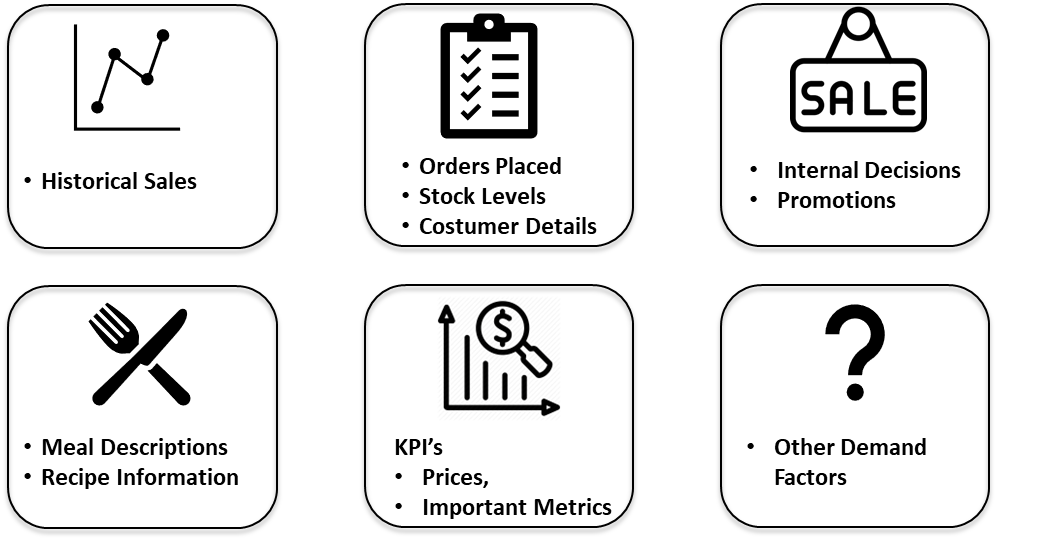 • Historical Sales
• Orders Placed
• Stock Levels
• Costumer Details
SALE
• Internal Decisions
• Promotions
• Meal Descriptions
• Recipe Information
$
KPI’s
• Prices,
• Important Metrics
?
• Other Demand
Factors